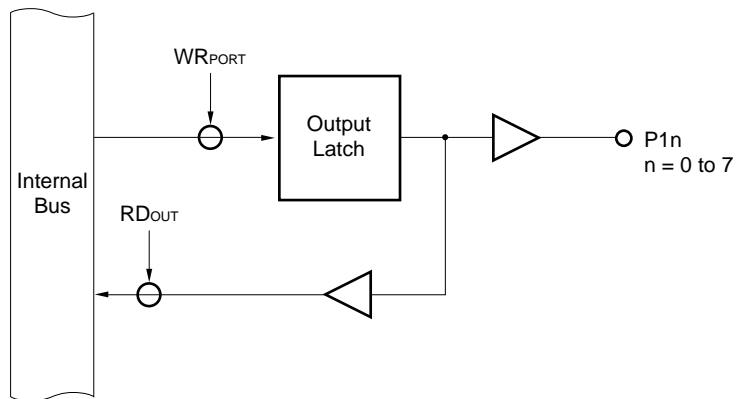 WRPORT
Output
Latch
P1n
n = 0 to 7
Internal
Bus
RDOUT